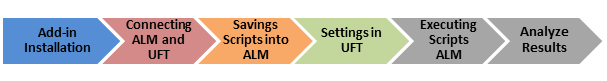 Add-in
Installation
Connecting
ALM and
UFT
Savings
Scripts into
ALM
Settings in
UFT
Executing
Scripts
ALM
Analyze
Results